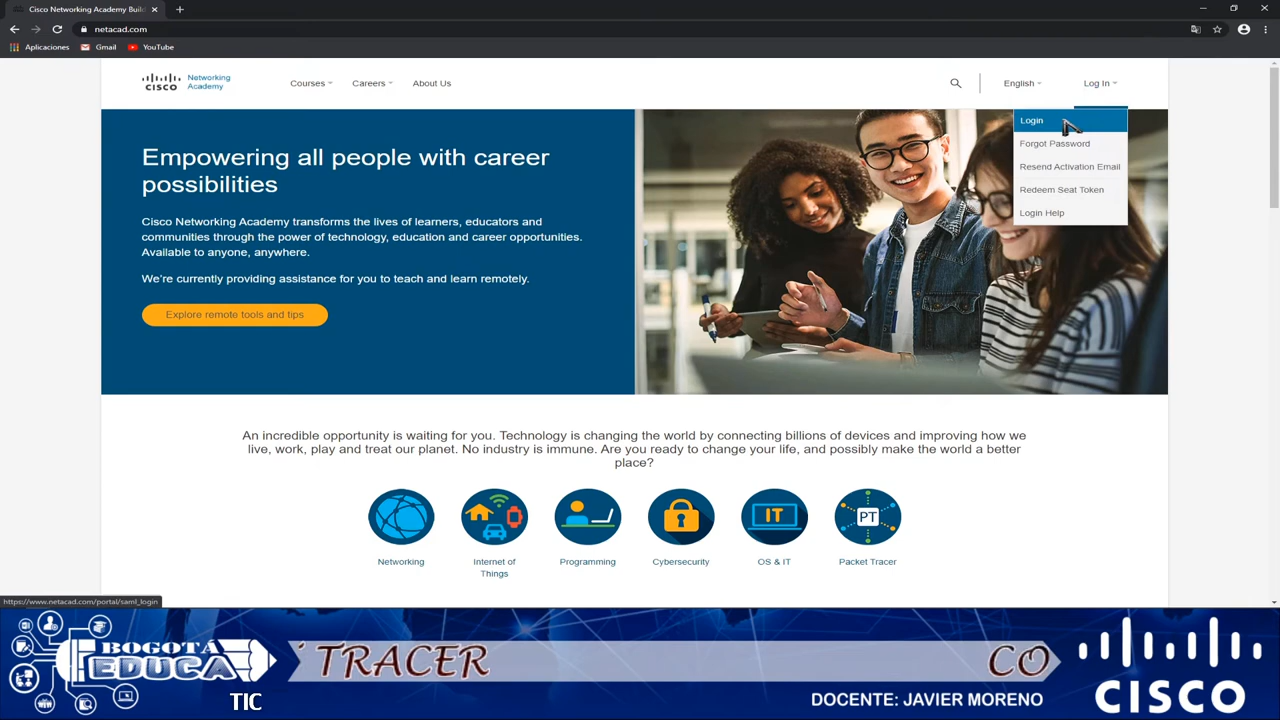 Cisco Networking Academy Build
netacad.com
Aplicaciones
Gmail
YouTube
CISCO
Networking
Academy
Courses
Careers
About Us
English
Log In
Login
Forgot Password
Resend Activation Email
Redeem Seat Token
Login Help
Empowering all people with career
possibilities
Cisco Networking Academy transforms the lives of learners, educators and
communities through the power of technology, education and career opportunities.
Available to anyone, anywhere.
We're currently providing assistance for you to teach and learn remotely.
Explore remote tools and tips
An incredible opportunity is waiting for you. Technology is changing the world by connecting billions of devices and improving how we
live, work, play and treat our planet. No industry is immune. Are you ready to change your life, and possibly make the world a better
place?
IT
PT
Networking
Internet of
Things
Programming
Cybersecurity
OS & IT
Packet Tracer
https://www.netacad.com/portal/saml_login
BOGOTÁ
EDUCA
TIC
TRACER
CO
DOCENTE: JAVIER MORENO
CISCO